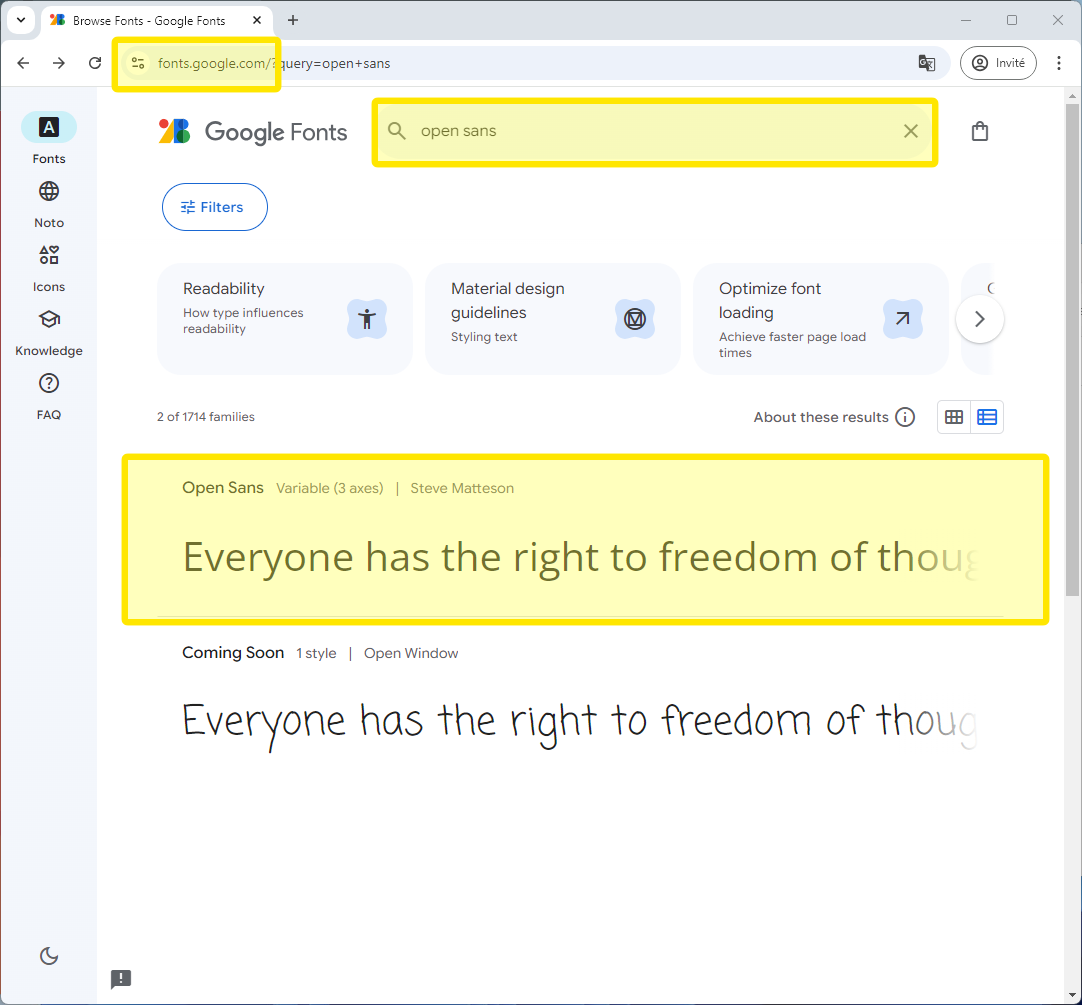 Browse Fonts - Google Fonts
fonts.google.com/?query=open+sans
Invité
A
Fonts
Noto
Icons
Knowledge
FAQ
Google Fonts
open sans
Filters
Readability
How type influences
readability
Material design
guidelines
Styling text
Optimize font
loading
Achieve faster page load
times
2 of 1714 families
About these results
Open Sans Variable (3 axes) | Steve Matteson
Everyone has the right to freedom of thoug
Coming Soon 1 style | Open Window
Everyone has the right to freedom of thoug